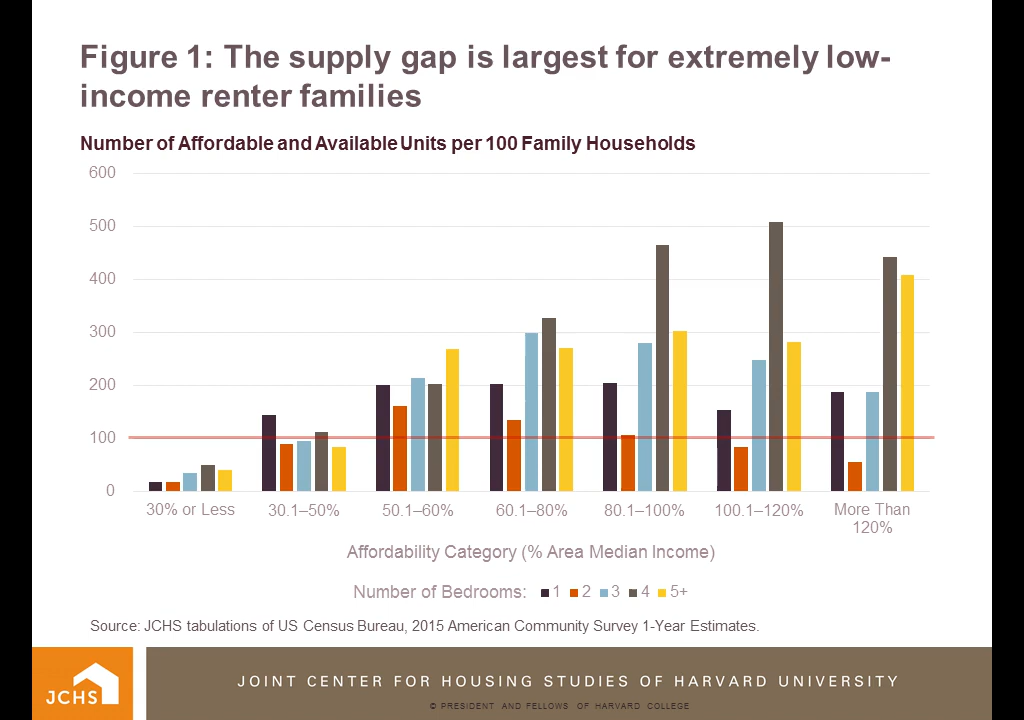 Figure 1: The supply gap is largest for extremely low-
income renter families
Number of Affordable and Available Units per 100 Family Households
600
500
400
300
200
100
0
30% or Less 30.1–50% 50.1–60% 60.1–80% 80.1–100% 100.1–120% More Than
120%
Affordability Category (% Area Median Income)
Number of Bedrooms: 1 2 3 4 5+
Source: JCHS tabulations of US Census Bureau, 2015 American Community Survey 1-Year Estimates.
JCHS
JOINT CENTER FOR HOUSING STUDIES OF HARVARD UNIVERSITY
© PRESIDENT AND FELLOWS OF HARVARD COLLEGE